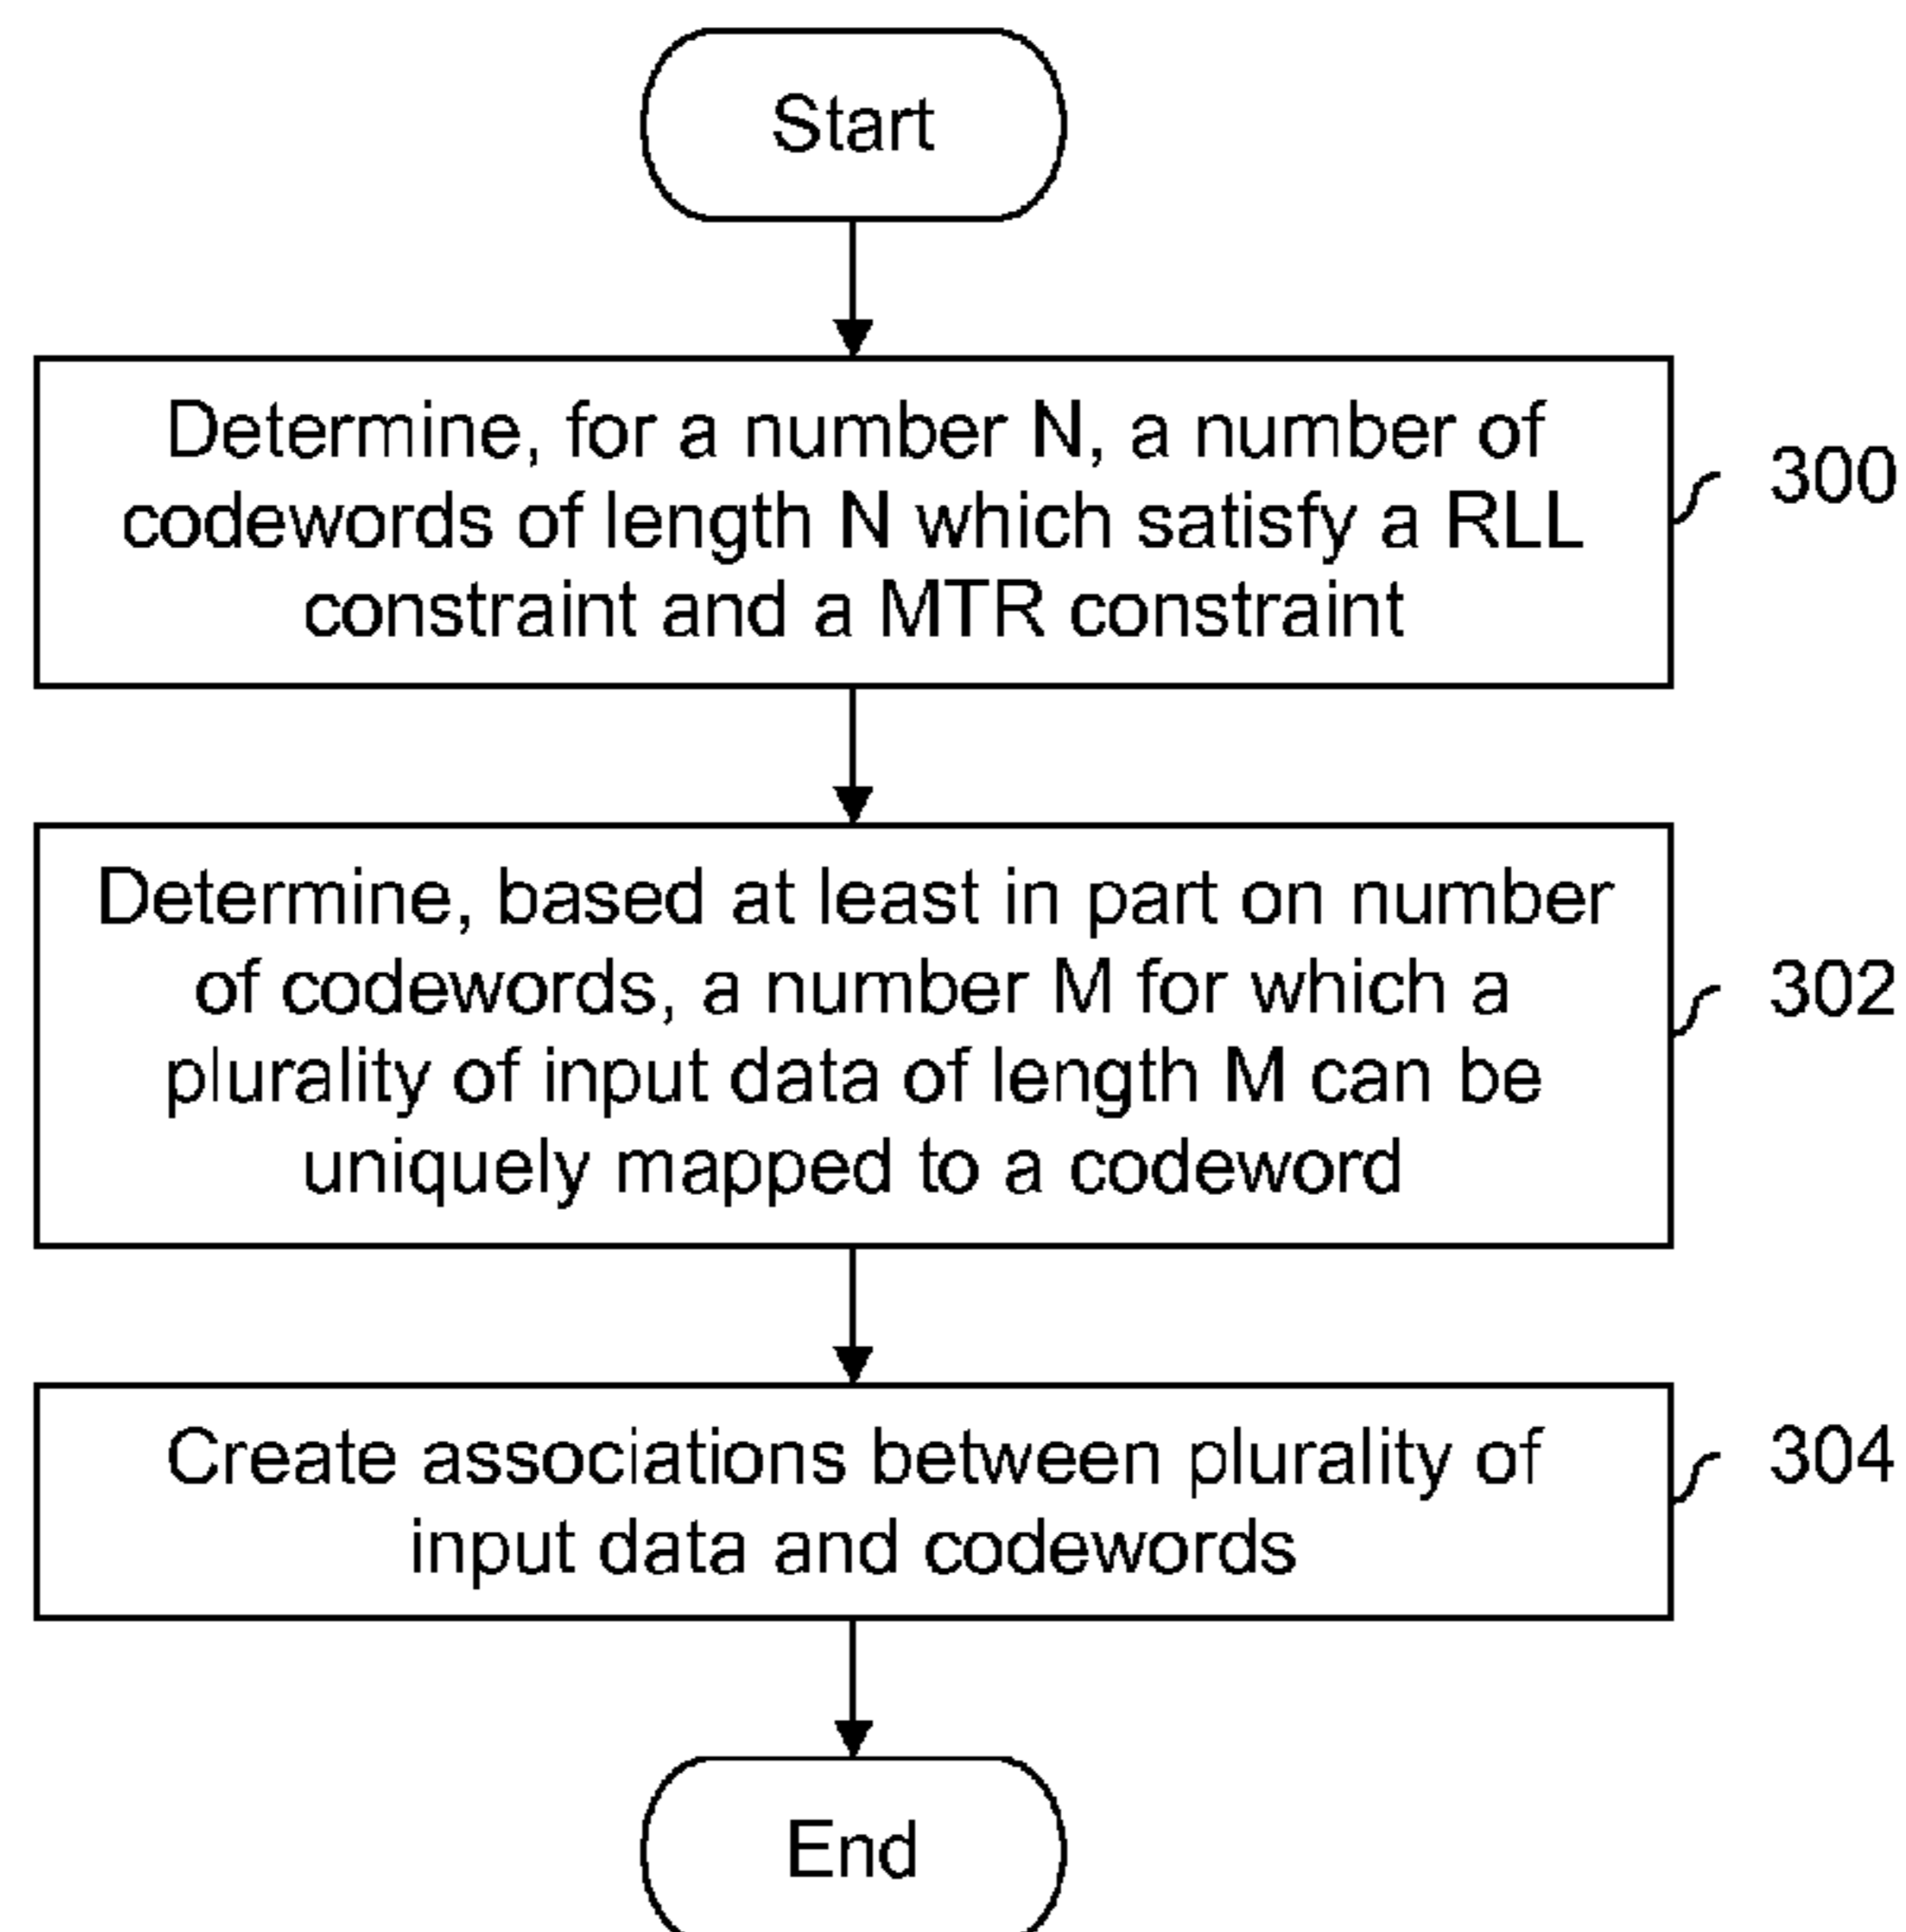 Start
Determine, for a number N, a number of
codewords of length N which satisfy a RLL
constraint and a MTR constraint
300
Determine, based at least in part on number
of codewords, a number M for which a
plurality of input data of length M can be
uniquely mapped to a codeword
302
Create associations between plurality of
input data and codewords
304
End